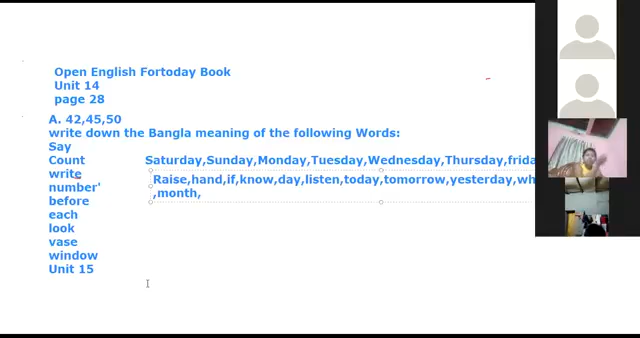 Open English Fortoday Book
Unit 14
page 28
A. 42,45,50
write down the Bangla meaning of the following Words:
Say
Count Saturday,Sunday,Monday,Tuesday,Wednesday,Thursday,frida
write Raise,hand,if,know,day,listen,today,tomorrow,yesterday,wh
number' ,month,
before
each
look
vase
window
Unit 15